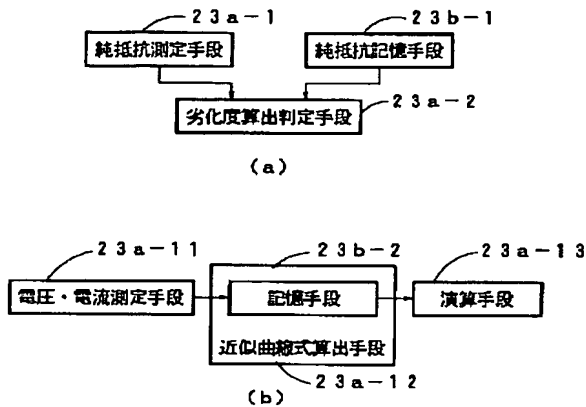 23a-1
23b-1
純抵抗測定手段
純抵抗記憶手段
23a-2
劣化度算出判定手段
(a)
23a-11
23b-2
23a-13
電圧・電流測定手段
記憶手段
演算手段
近似曲線式算出手段
23a-12
(b)